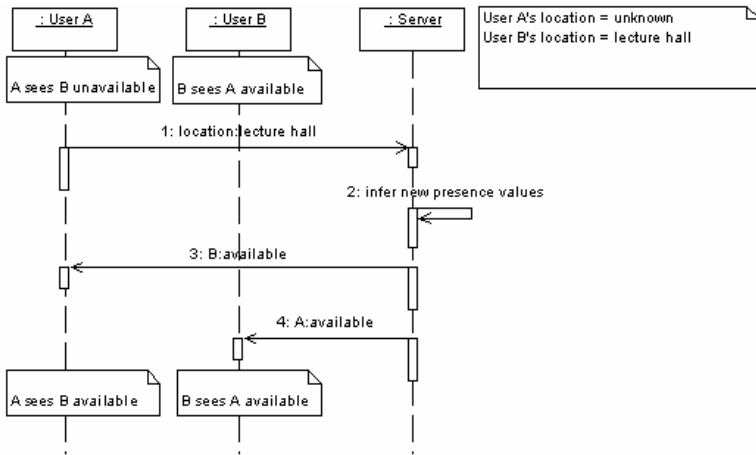 : User A
: User B
: Server
User A's location = unknown
User B's location = lecture hall
A sees B unavailable
B sees A available
1: location:lecture hall
2: infer new presence values
3: B:available
4: A:available
A sees B available
B sees A available